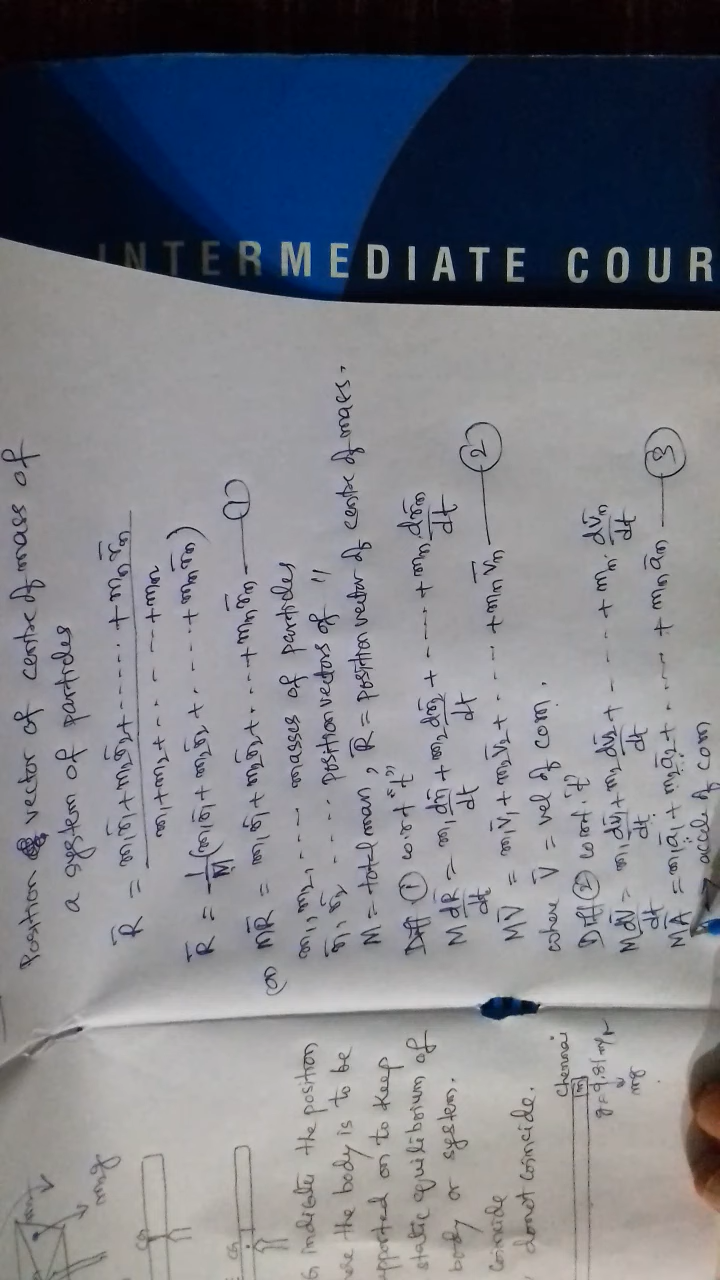 INTERMEDIATE COUR
Position of vector of centre of mass of
a system of particles
R̄ = m₁r̄₁ + m₂r̄₂ + ----- + mₙr̄ₙ
m₁ + m₂ + - - - - + mₙ
R̄ = 1/M (m₁r̄₁ + m₂r̄₂ + ..... + mₙr̄ₙ)
(or) MR̄ = m₁r̄₁ + m₂r̄₂ + ... + mₙr̄ₙ —— ①
m₁, m₂, ---- masses of particles
r̄₁, r̄₂ ----- position vectors of "
M = total mass, R̄ = position vector of centre of mass.
Diff ① w.r.t "t"
M dR̄/dt = m₁ dr̄₁/dt + m₂ dr̄₂/dt + ---- + mₙ dr̄ₙ/dt
MV̄ = m₁v̄₁ + m₂v̄₂ + ---- + mₙv̄ₙ —— ②
where V̄ = vel of com.
Diff ② w.r.t. 't'
M dV̄/dt = m₁ dv̄₁/dt + m₂ dv̄₂/dt + ---- + mₙ. dv̄ₙ/dt
MĀ = m₁ā₁ + m₂ā₂ + .... + mₙāₙ —— ③
→ accle of com
mg
CG
indicate the position
the body is to be
supported on to keep
static equilibrium of
body or system.
coincide
donot coincide.
Chennai
m
g = 9.81 m/s
mg